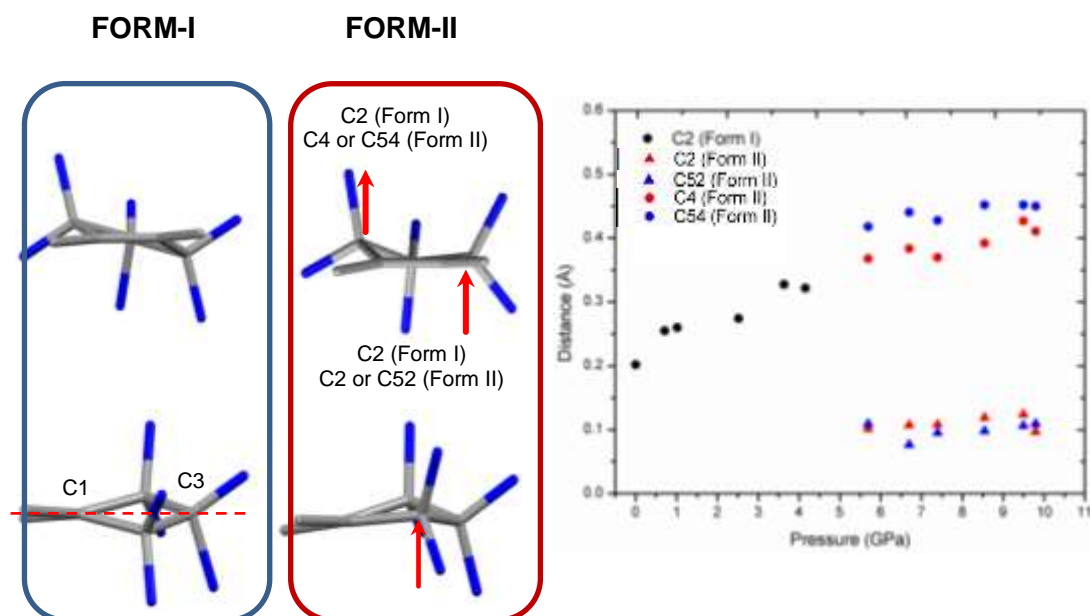 FORM-I
FORM-II
C2 (Form I)
C4 or C54 (Form II)
C2 (Form I)
C2 or C52 (Form II)
C1
C3
0.6
0.5
0.4
0.3
0.2
0.1
0.0
Distance (Å)
C2 (Form I)
C2 (Form II)
C52 (Form II)
C4 (Form II)
C54 (Form II)
0 1 2 3 4 5 6 7 8 9 10 11
Pressure (GPa)